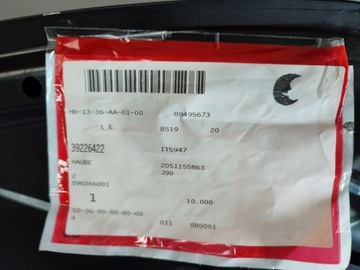 HB-13-36-AA-01-00 89495673
1 E 8519 20
39226422 IT5947
HAUBE 2051155863
2 J90
096366001
1 10.000
50-30-00-00-00-00
4 011 080001